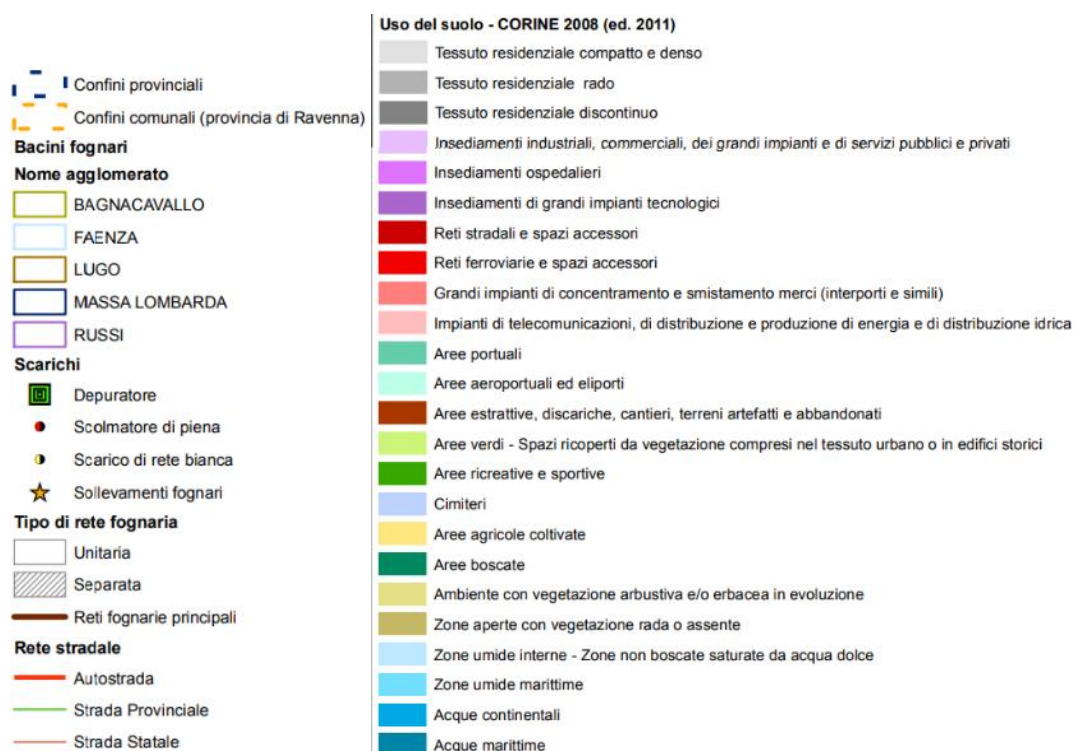 Confini provinciali
Confini comunali (provincia di Ravenna)
Bacini fognari
Nome agglomerato
BAGNACAVALLO
FAENZA
LUGO
MASSA LOMBARDA
RUSSI
Scarichi
Depuratore
Scolmatore di piena
Scarico di rete bianca
Sollevamenti fognari
Tipo di rete fognaria
Unitaria
Separata
Reti fognarie principali
Rete stradale
Autostrada
Strada Provinciale
Strada Statale
Uso del suolo - CORINE 2008 (ed. 2011)
Tessuto residenziale compatto e denso
Tessuto residenziale rado
Tessuto residenziale discontinuo
Insediamenti industriali, commerciali, dei grandi impianti e di servizi pubblici e privati
Insediamenti ospedalieri
Insediamenti di grandi impianti tecnologici
Reti stradali e spazi accessori
Reti ferroviarie e spazi accessori
Grandi impianti di concentramento e smistamento merci (interporti e simili)
Impianti di telecomunicazioni, di distribuzione e produzione di energia e di distribuzione idrica
Aree portuali
Aree aeroportuali ed eliporti
Aree estrattive, discariche, cantieri, terreni artefatti e abbandonati
Aree verdi - Spazi ricoperti da vegetazione compresi nel tessuto urbano o in edifici storici
Aree ricreative e sportive
Cimiteri
Aree agricole coltivate
Aree boscate
Ambiente con vegetazione arbustiva e/o erbacea in evoluzione
Zone aperte con vegetazione rada o assente
Zone umide interne - Zone non boscate saturate da acqua dolce
Zone umide marittime
Acque continentali
Acque marittime